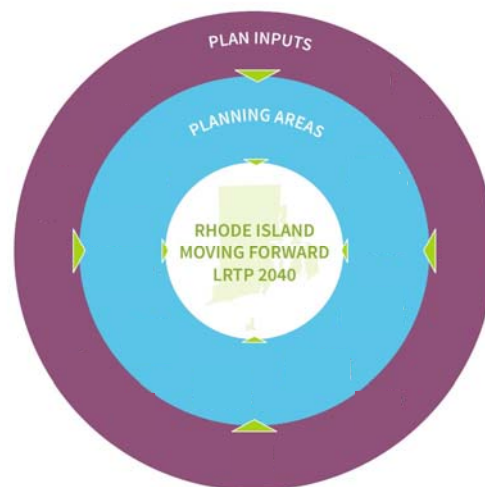 PLAN INPUTS
PLANNING AREAS
RHODE ISLAND
MOVING FORWARD
LRTP 2040